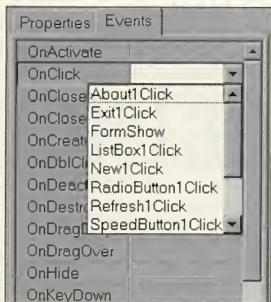 Properties Events
OnActivate
OnClick
OnClose
OnClose
OnCreat
OnDblCl
OnDeac
OnDestr
OnDrag
OnDragOver
OnHide
OnKeyDown
About1Click
Exit1Click
FormShow
ListBox1Click
New1Click
RadioButton1Click
Refresh1Click
SpeedButton1Click